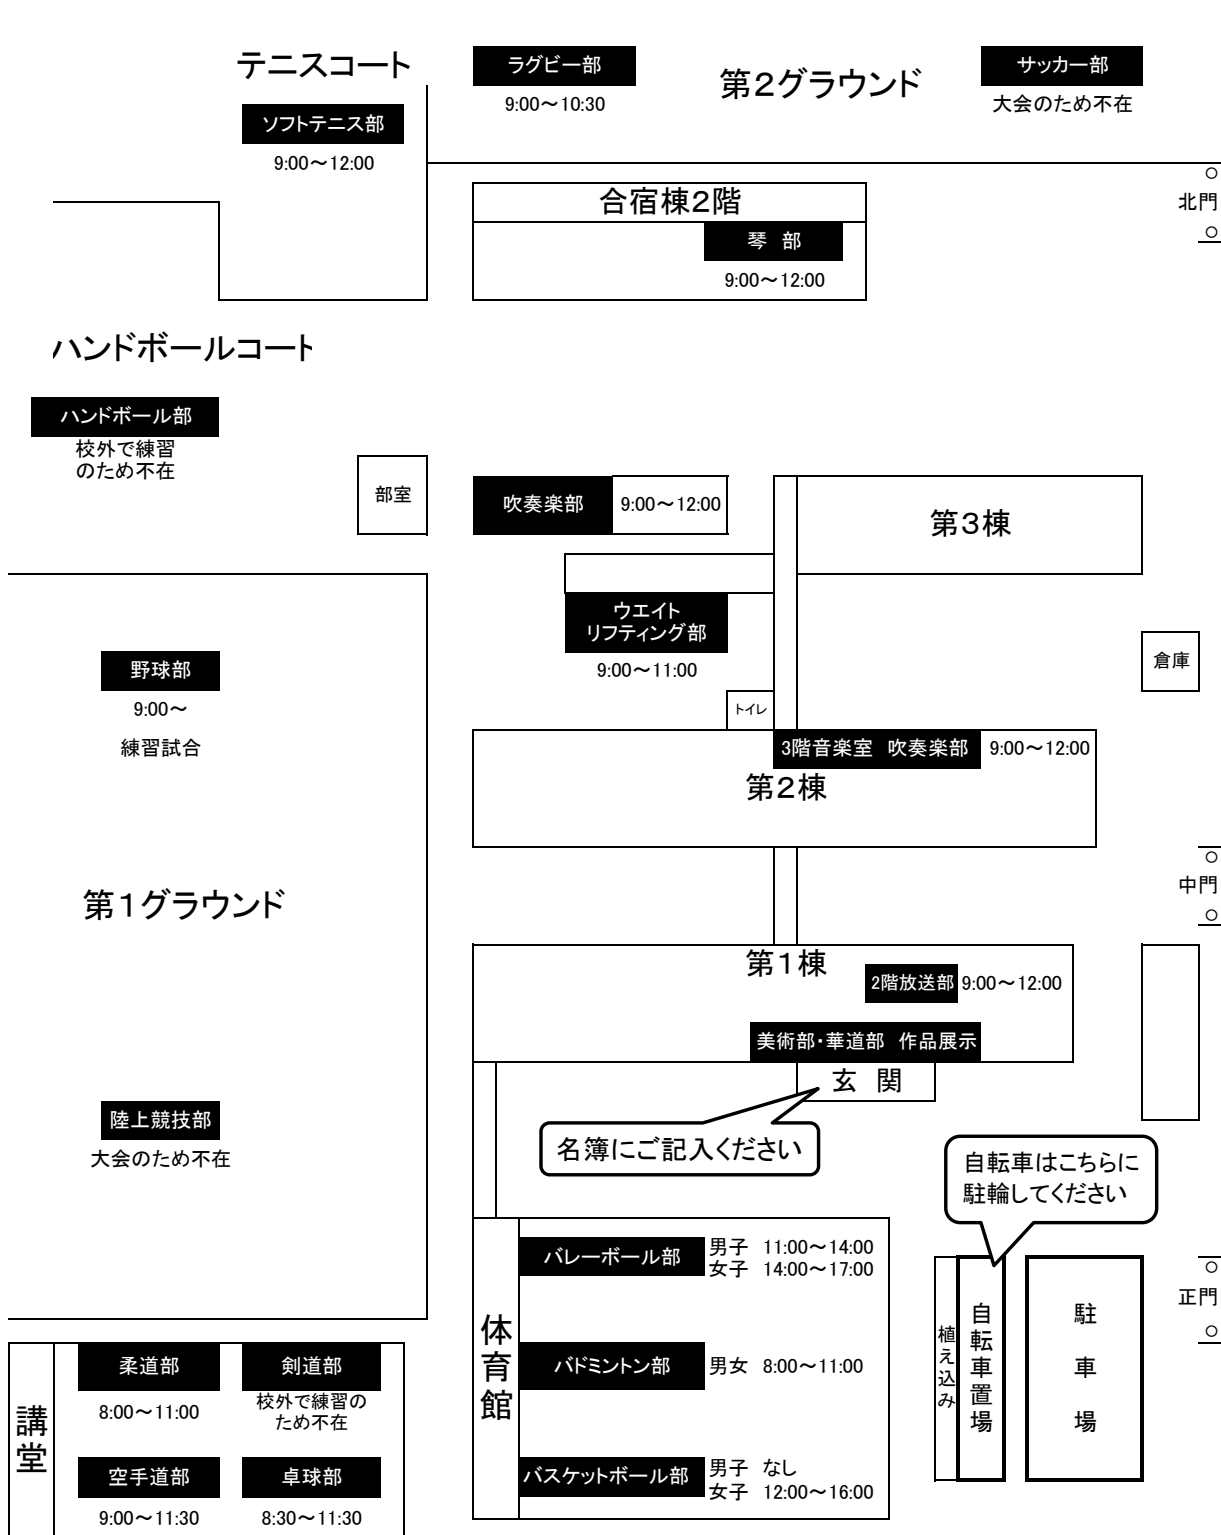 テニスコート
ラグビー部
9:00～10:30
第2グラウンド
サッカー部
大会のため不在
ソフトテニス部
9:00～12:00
○
北門
○
合宿棟2階
琴 部
9:00～12:00
ハンドボールコート
ハンドボール部
校外で練習
のため不在
部室
吹奏楽部 9:00～12:00
第3棟
ウエイト
リフティング部
9:00～11:00
倉庫
トイレ
野球部
9:00～
練習試合
3階音楽室 吹奏楽部 9:00～12:00
第2棟
第1グラウンド
○
中門
○
第1棟
2階放送部 9:00～12:00
美術部・華道部 作品展示
玄 関
名簿にご記入ください
陸上競技部
大会のため不在
自転車はこちらに
駐輪してください
体育館
バレーボール部
男子 11:00～14:00
女子 14:00～17:00
バドミントン部 男女 8:00～11:00
バスケットボール部
男子 なし
女子 12:00～16:00
植え込み
自転車置場
駐車場
○
正門
○
講堂
柔道部
8:00～11:00
剣道部
校外で練習の
ため不在
空手道部
9:00～11:30
卓球部
8:30～11:30